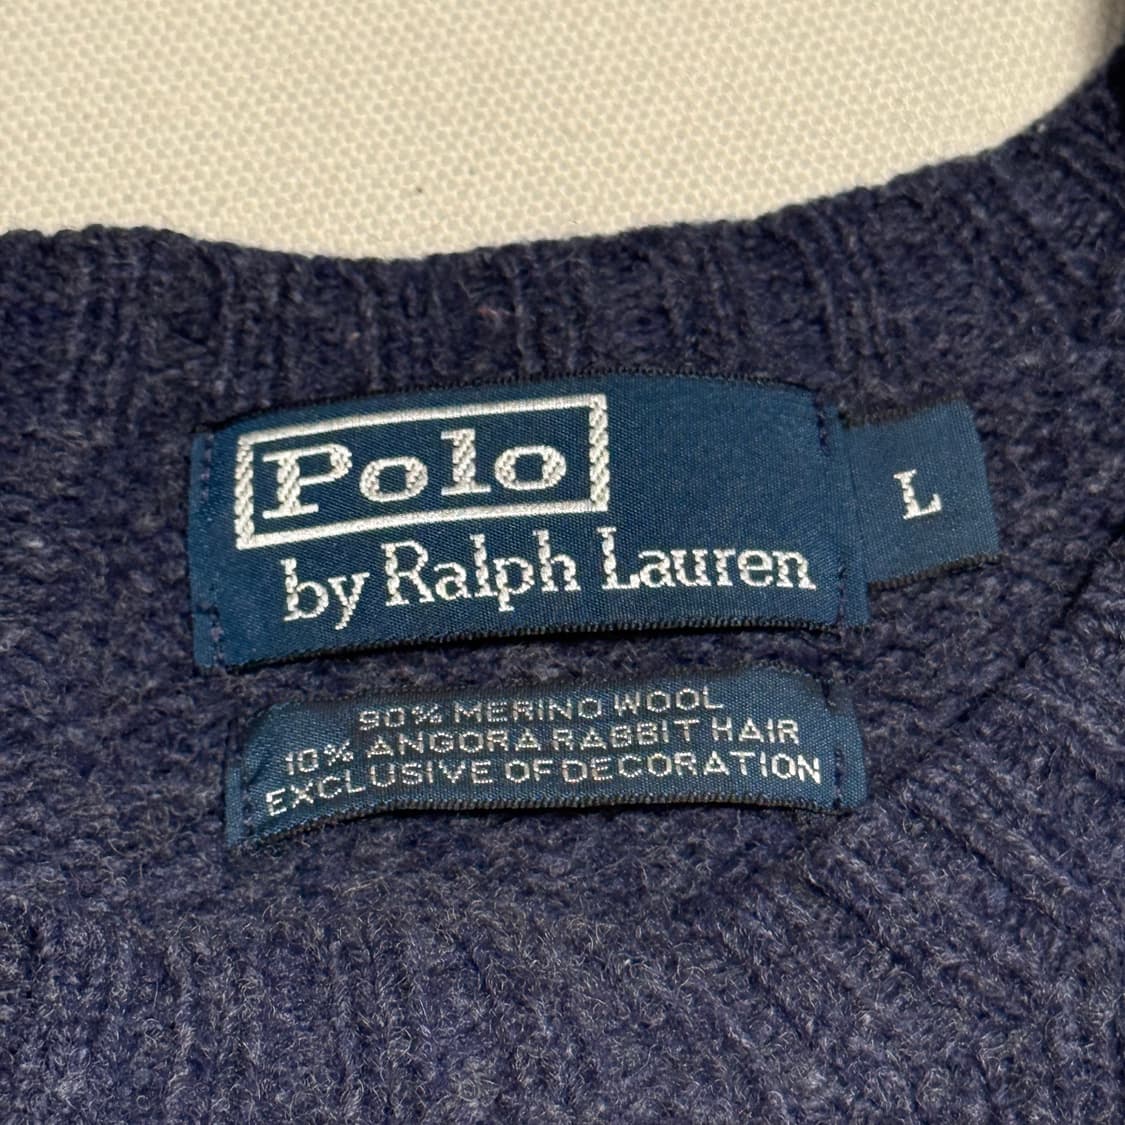 Polo
by Ralph Lauren
L
90% MERINO WOOL
10% ANGORA RABBIT HAIR
EXCLUSIVE OF DECORATION